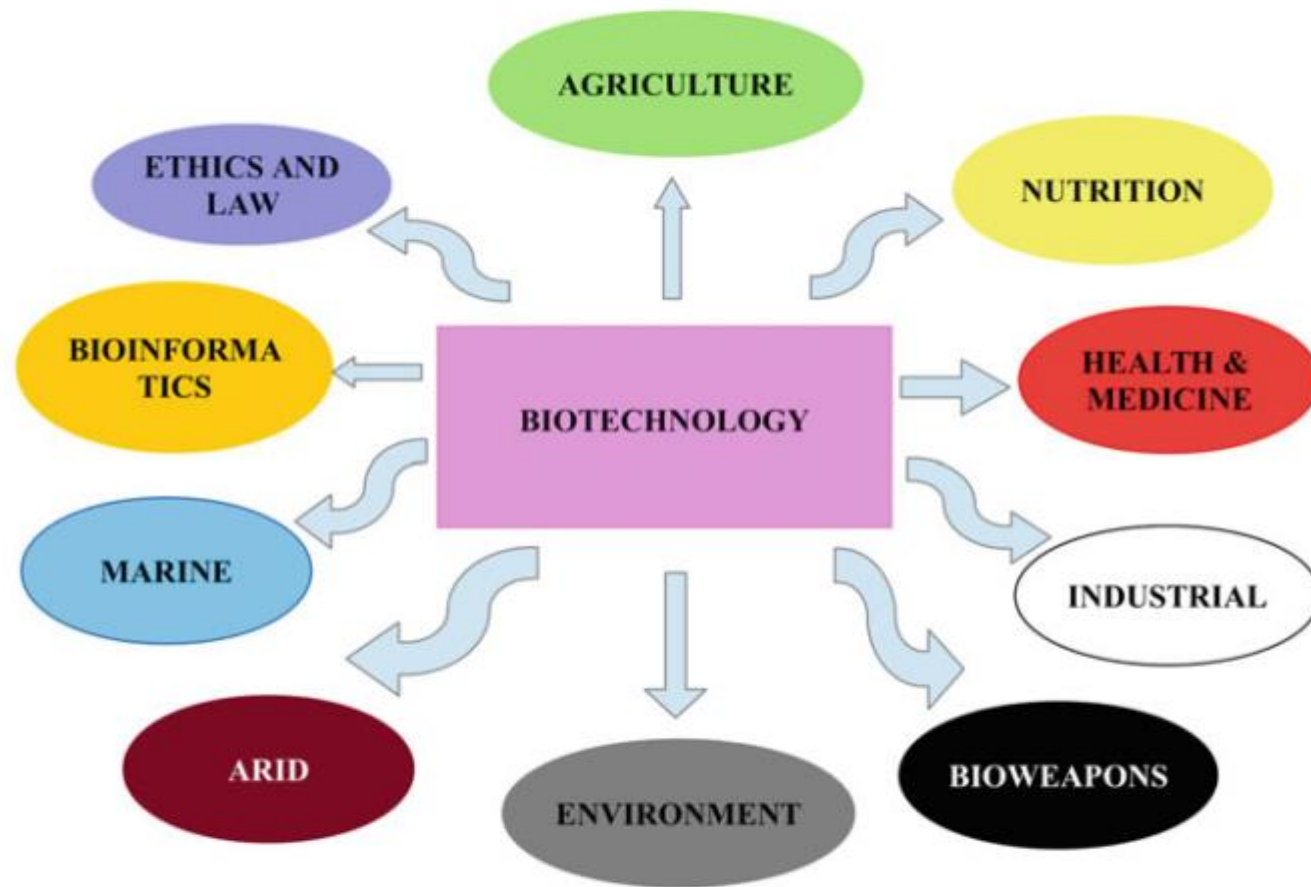 AGRICULTURE
ETHICS AND
LAW
NUTRITION
BIOINFORMA
TICS
HEALTH &
MEDICINE
BIOTECHNOLOGY
MARINE
INDUSTRIAL
ARID
BIOWEAPONS
ENVIRONMENT